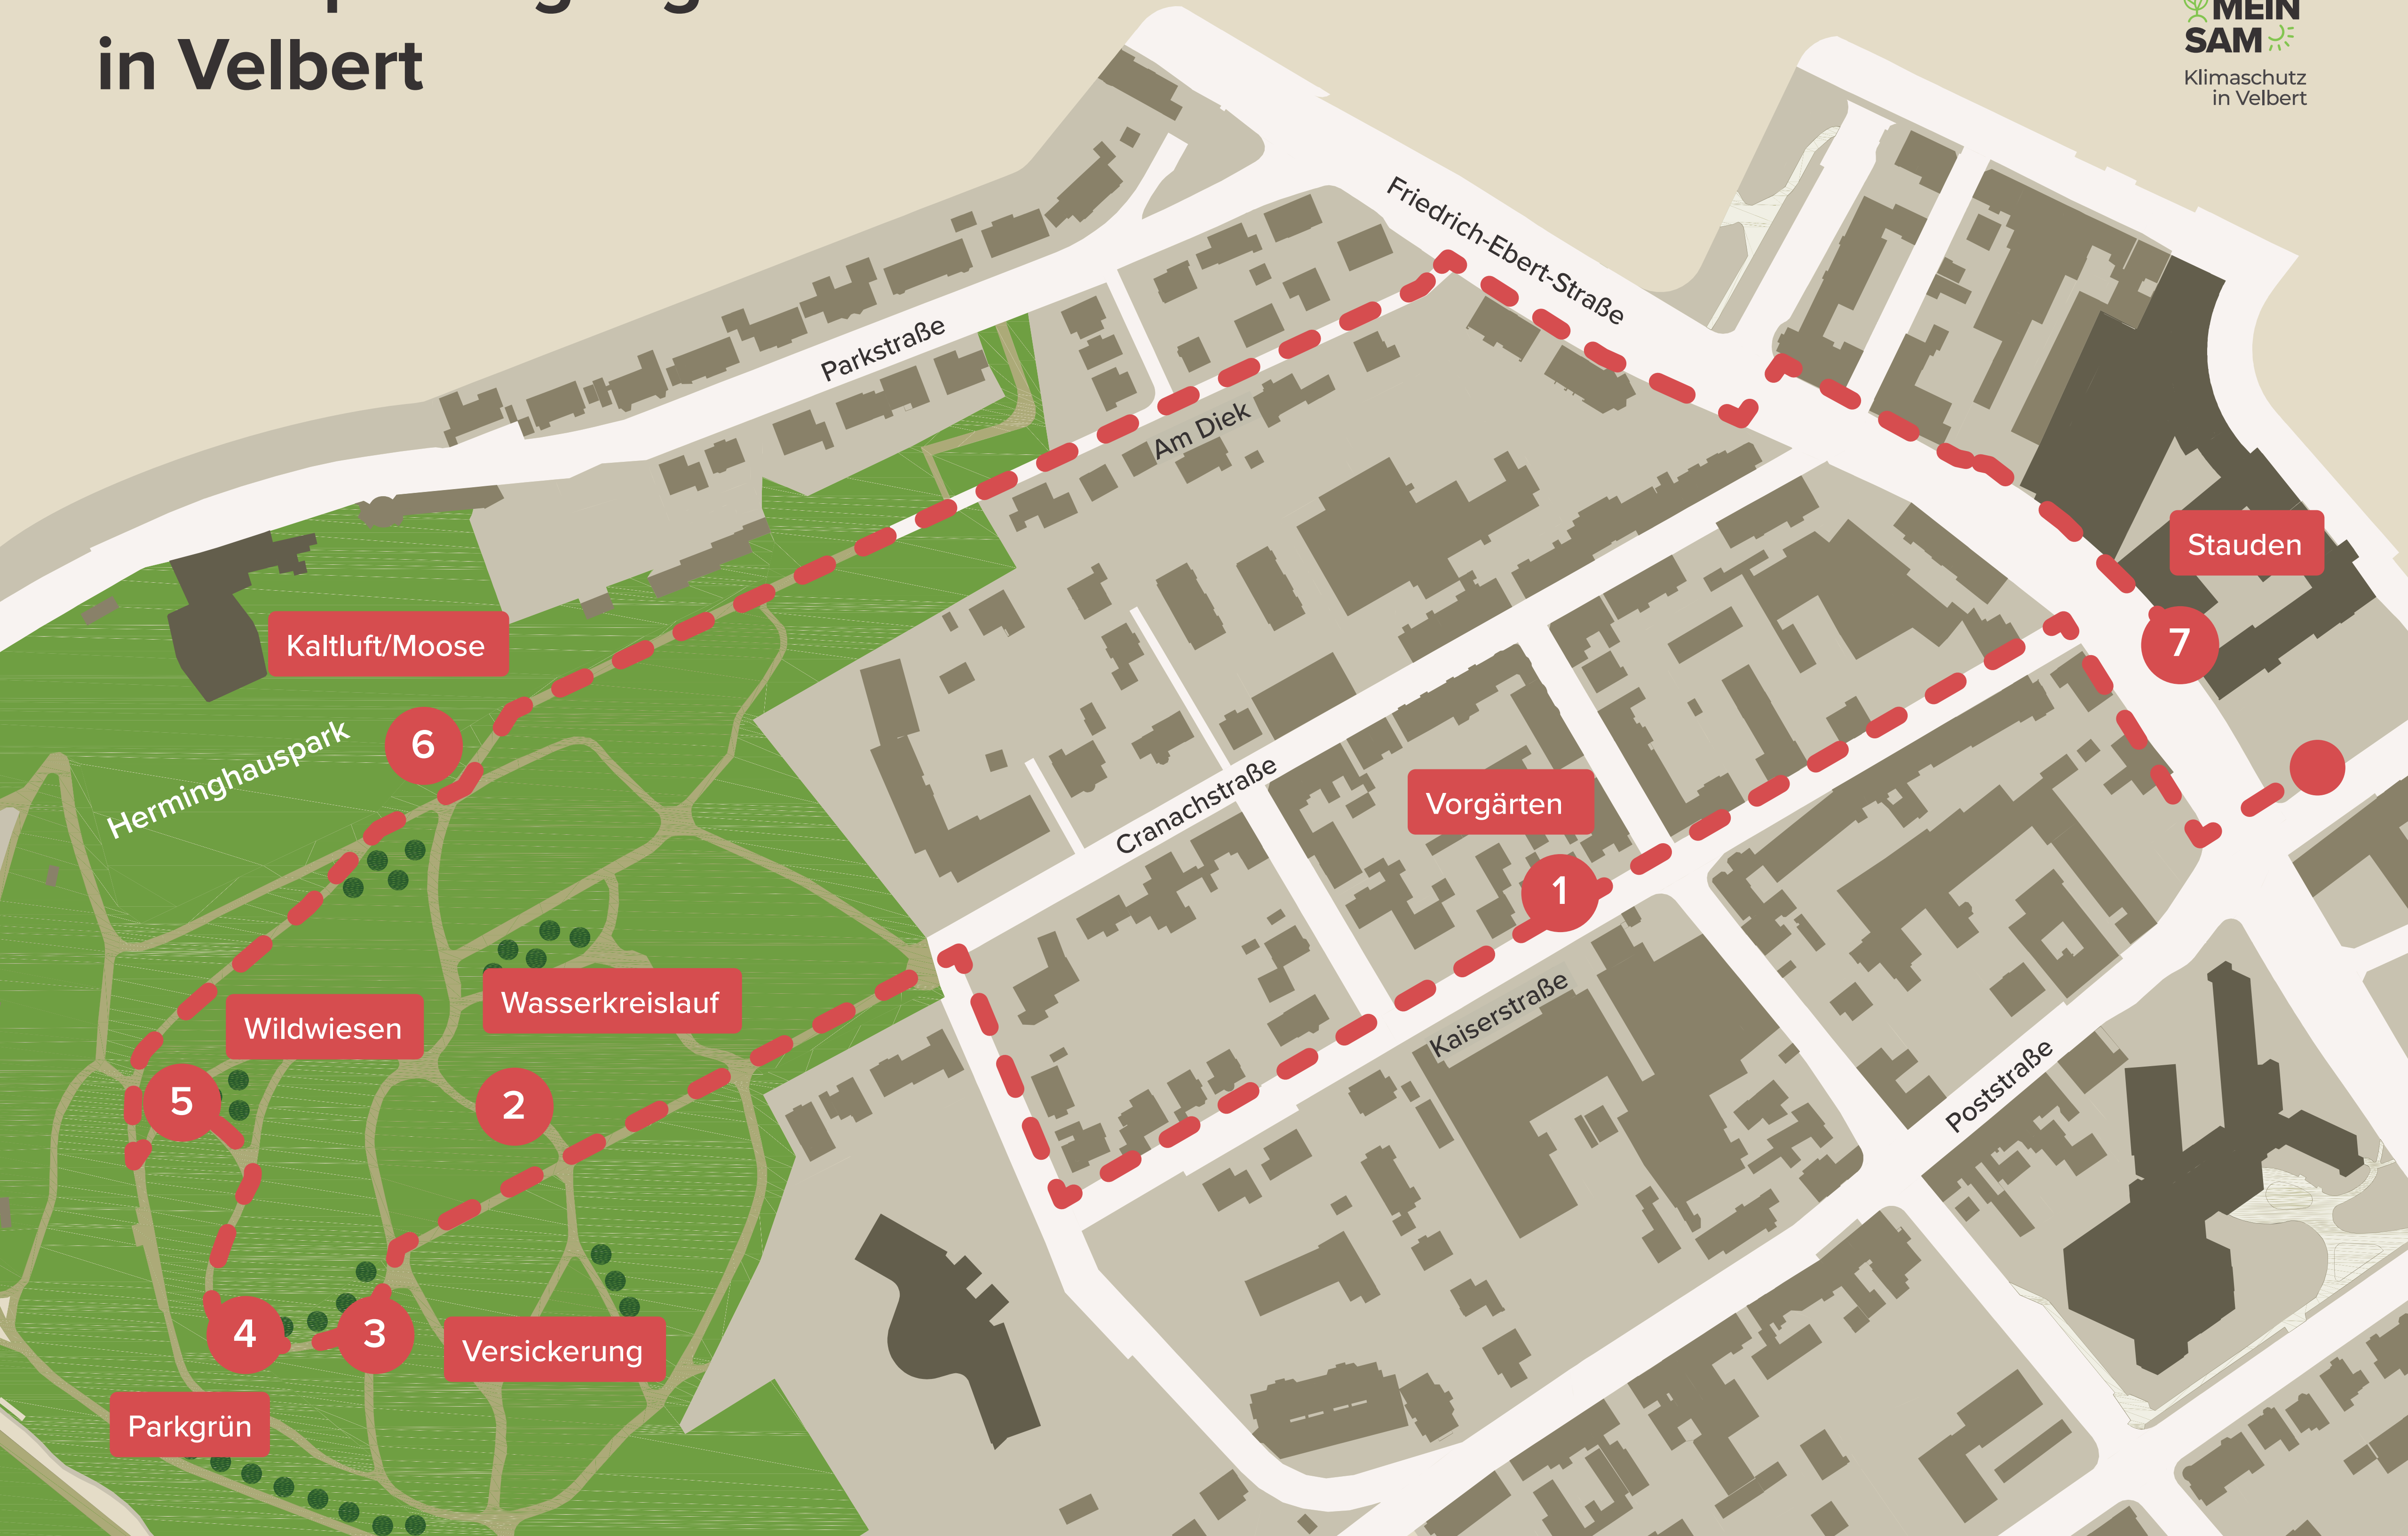 in Velbert
MEIN
SAM
Klimaschutz
in Velbert
Friedrich-Ebert-Straße
Parkstraße
Am Diek
Stauden
7
Kaltluft/Moose
6
Herminghauspark
Cranachstraße
Vorgärten
1
Wasserkreislauf
Wildwiesen
Kaiserstraße
5
2
Poststraße
4
3
Versickerung
Parkgrün